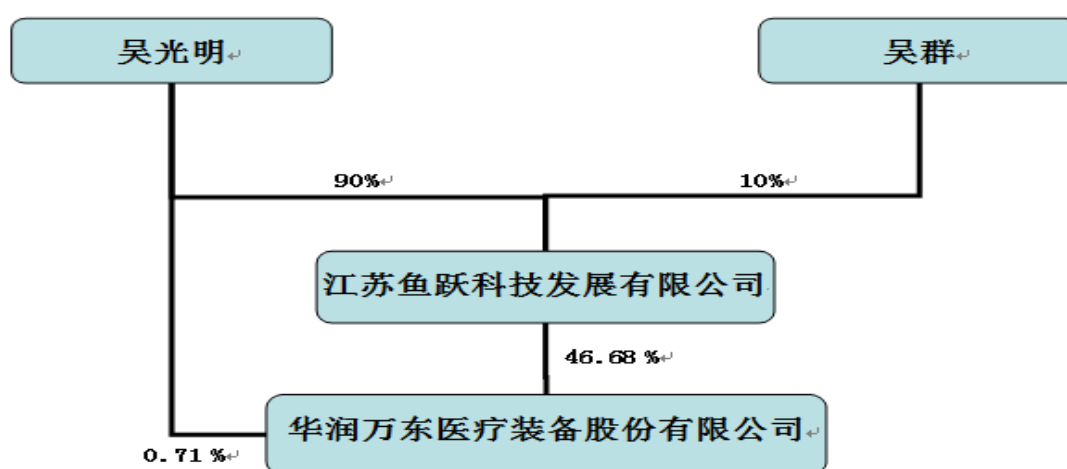 吴光明
吴群
90%
10%
江苏鱼跃科技发展有限公司
46.68 %
华润万东医疗装备股份有限公司
0.71 %